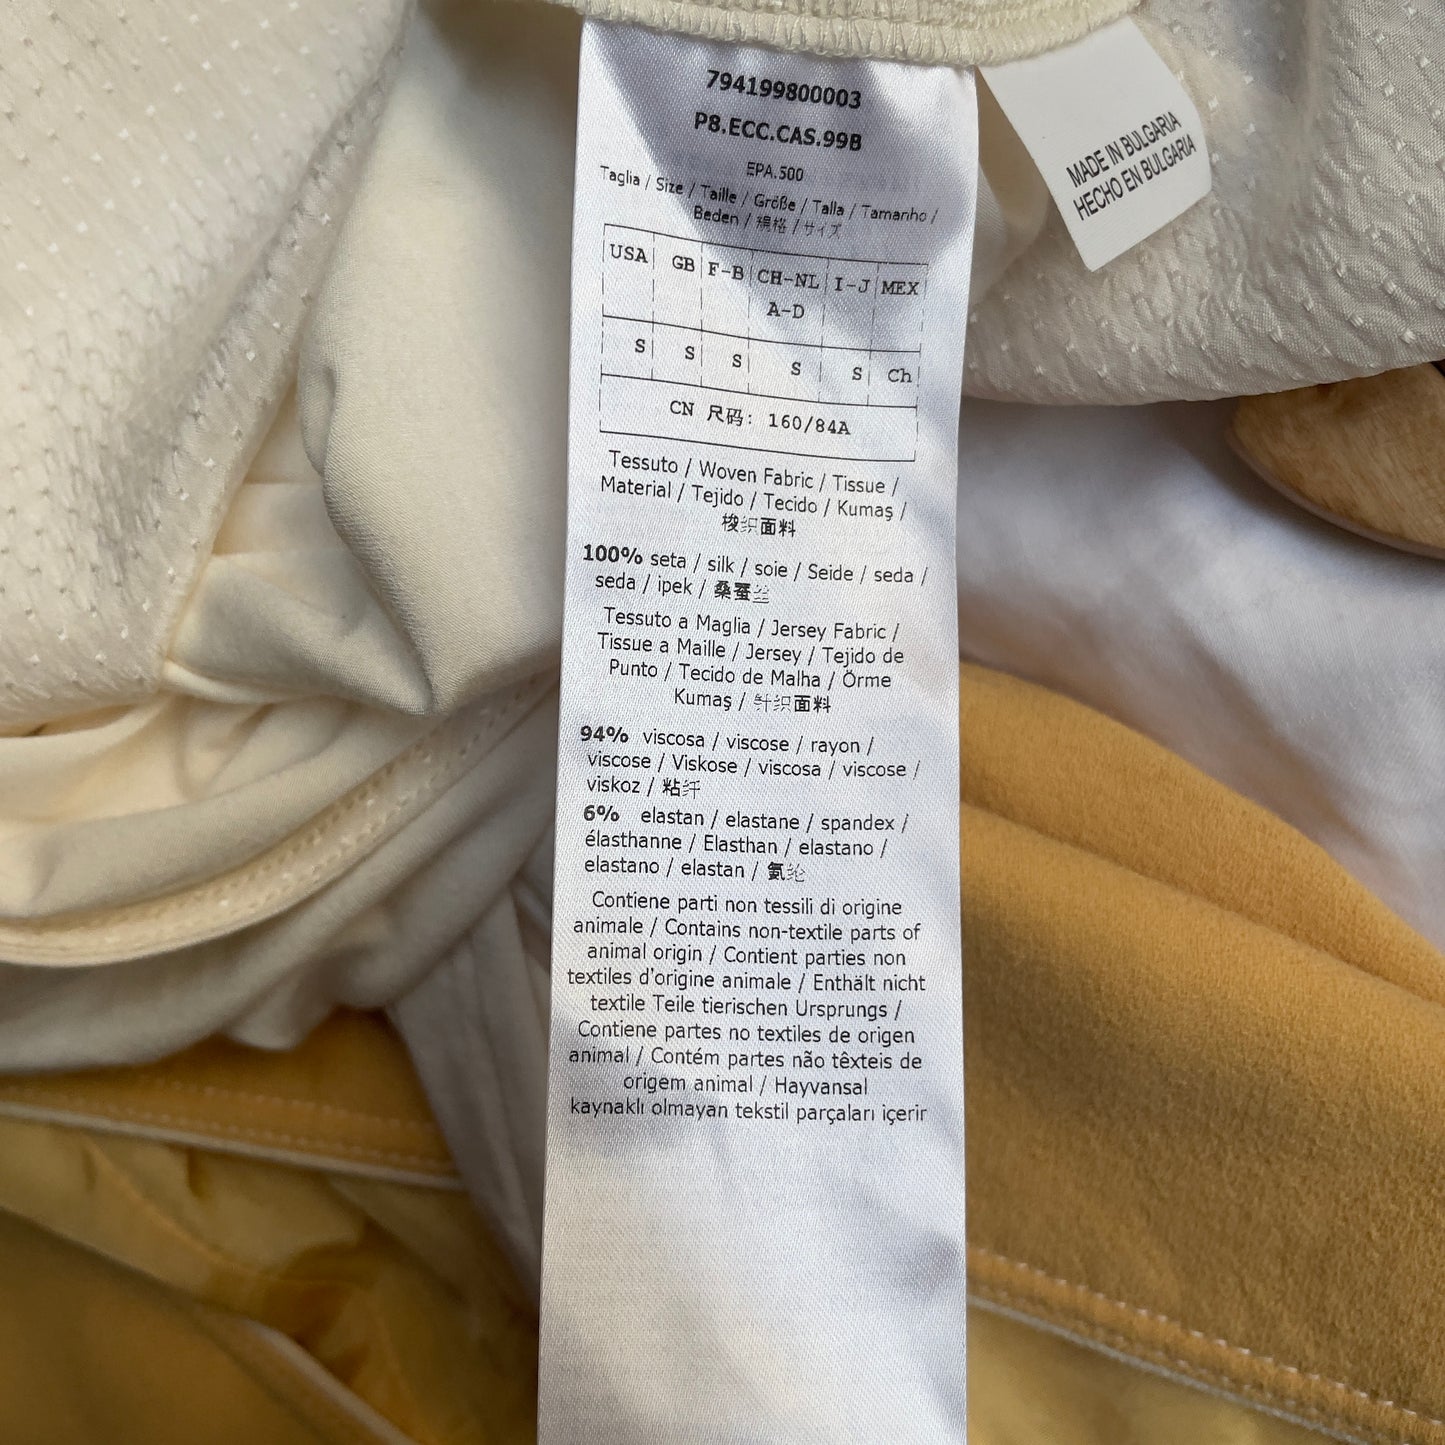 794199800003
P8.ECC.CAS.99B
EPA.500
Taglia / Size / Taille / Größe / Talla / Tamanho /
Beden / 規格 / サイズ
USA GB F-B CH-NL I-J MEX
A-D
S S S S S Ch
CN 尺码: 160/84A
Tessuto / Woven Fabric / Tissue /
Material / Tejido / Tecido / Kumaş /
梭织面料
100% seta / silk / soie / Seide / seda /
seda / ipek / 桑蚕丝
Tessuto a Maglia / Jersey Fabric /
Tissue a Maille / Jersey / Tejido de
Punto / Tecido de Malha / Örme
Kumaş / 针织面料
94% viscosa / viscose / rayon /
viscose / Viskose / viscosa / viscose /
viskoz / 粘纤
6% elastan / elastane / spandex /
élasthanne / Elasthan / elastano /
elastano / elastan / 氨纶
Contiene parti non tessili di origine
animale / Contains non-textile parts of
animal origin / Contient parties non
textiles d'origine animale / Enthält nicht
textile Teile tierischen Ursprungs /
Contiene partes no textiles de origen
animal / Contém partes não têxteis de
origem animal / Hayvansal
kaynaklı olmayan tekstil parçaları içerir
MADE IN BULGARIA
HECHO EN BULGARIA